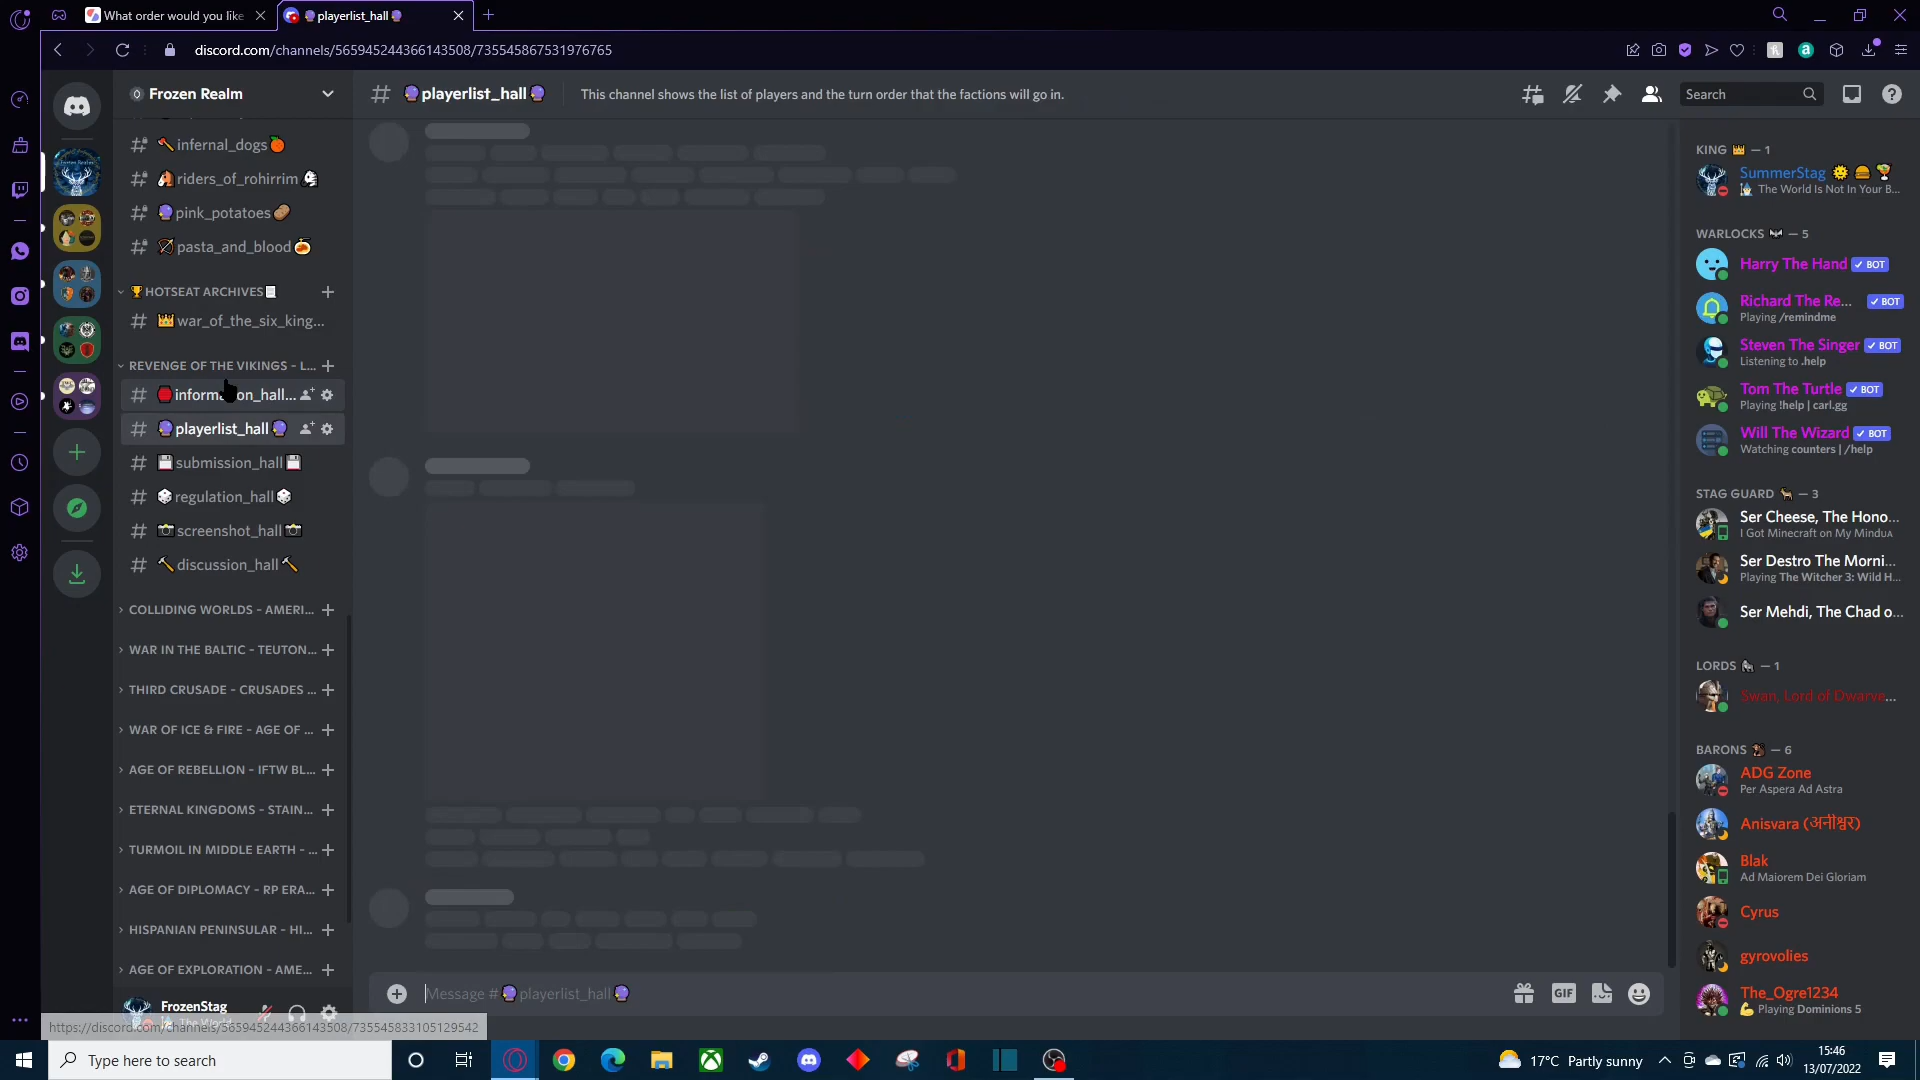 What order would you like
playerlist_hall
discord.com/channels/565945244366143508/735545867531976765
Frozen Realm
playerlist_hall
This channel shows the list of players and the turn order that the factions will go in.
Search
infernal_dogs
riders_of_rohirrim
pink_potatoes
pasta_and_blood
HOTSEAT ARCHIVES
war_of_the_six_king...
REVENGE OF THE VIKINGS - L...
information_hall...
playerlist_hall
submission_hall
regulation_hall
screenshot_hall
discussion_hall
COLLIDING WORLDS - AMERI...
WAR IN THE BALTIC - TEUTON...
THIRD CRUSADE - CRUSADES ...
WAR OF ICE & FIRE - AGE OF ...
AGE OF REBELLION - IFTW BL...
ETERNAL KINGDOMS - STAIN...
TURMOIL IN MIDDLE EARTH - ...
AGE OF DIPLOMACY - RP ERA...
HISPANIAN PENINSULAR - HI...
AGE OF EXPLORATION - AME...
FrozenStag
The World
https://discord.com/channels/565945244366143508/735545833105129542
Message # playerlist_hall
GIF
KING — 1
SummerStag
The World Is Not In Your B...
WARLOCKS — 5
Harry The Hand BOT
Richard The Re... BOT
Playing /remindme
Steven The Singer BOT
Listening to .help
Tom The Turtle BOT
Playing !help | carl.gg
Will The Wizard BOT
Watching counters | /help
STAG GUARD — 3
Ser Cheese, The Hono...
I Got Minecraft on My Mind
Ser Destro The Morni...
Playing The Witcher 3: Wild H...
Ser Mehdi, The Chad o...
LORDS — 1
Swan, Lord of Dwarve...
BARONS — 6
ADG Zone
Per Aspera Ad Astra
Anisvara (अनीश्वर)
Blak
Ad Maiorem Dei Gloriam
Cyrus
gyrovolies
The_Ogre1234
Playing Dominions 5
Type here to search
17°C Partly sunny
15:46
13/07/2022